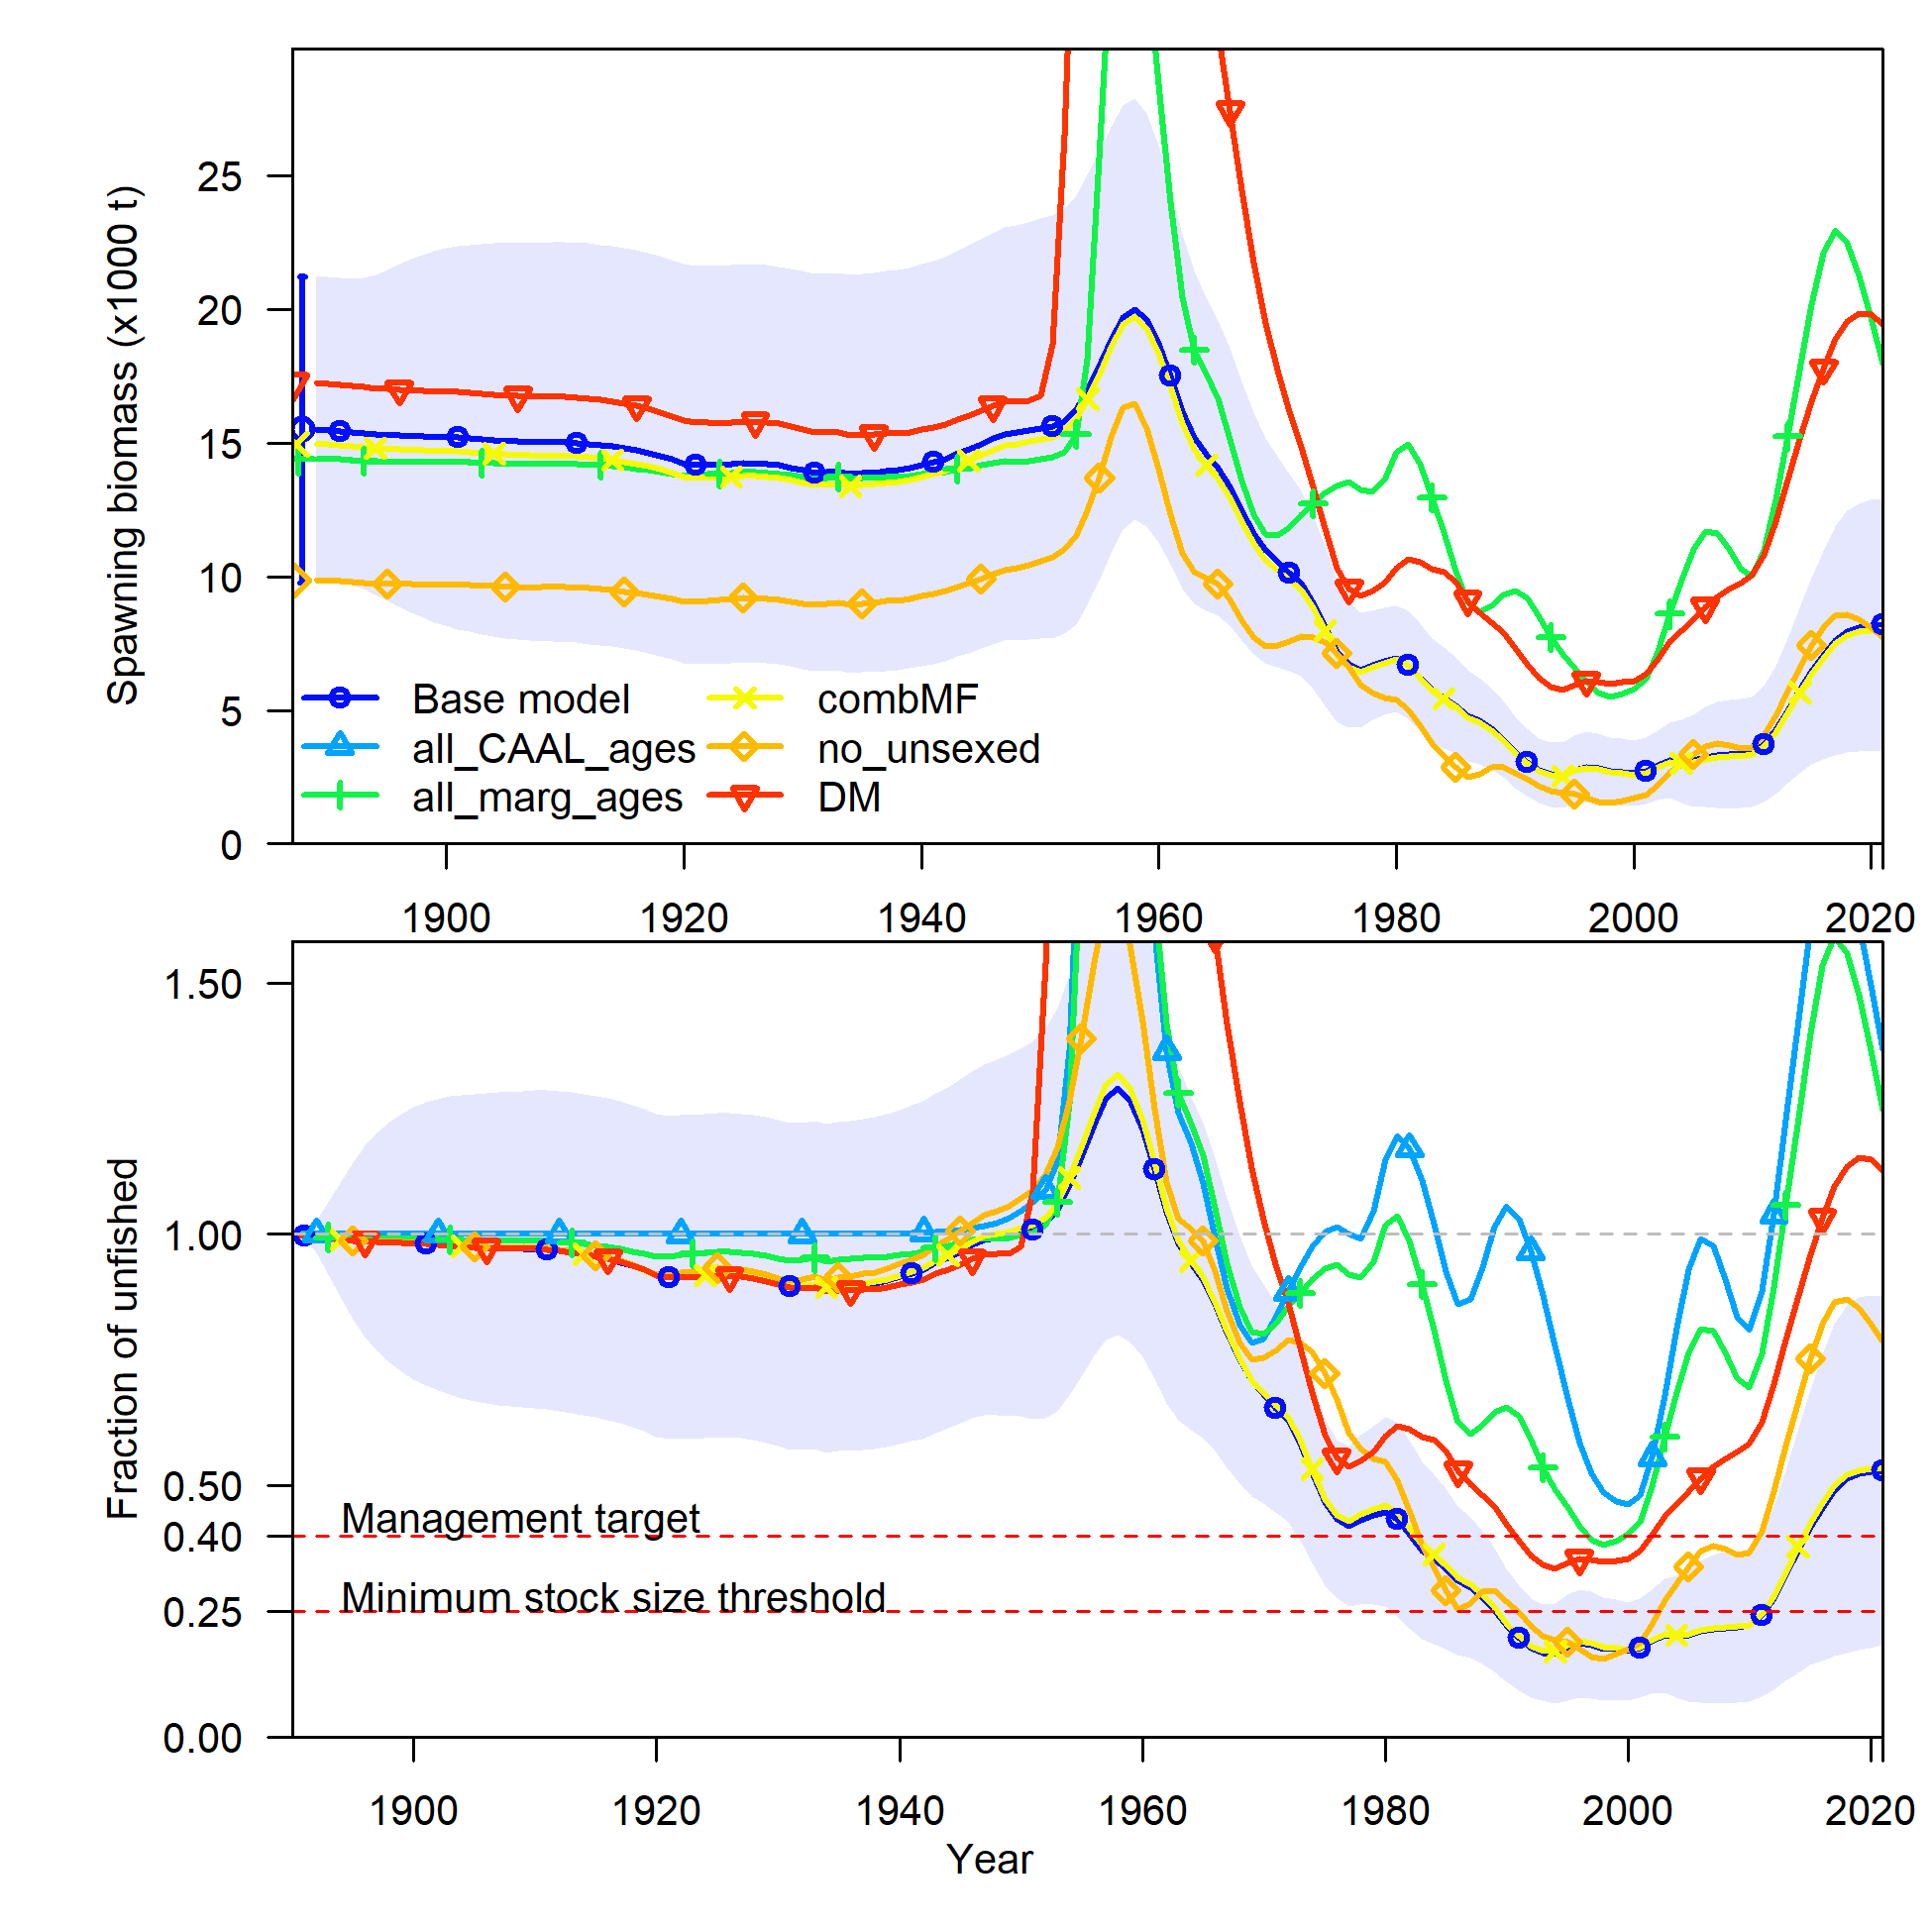 Spawning biomass (x1000 t)
25
20
15
10
5
0
Base model
all_CAAL_ages
all_marg_ages
combMF
no_unsexed
DM
1900 1920 1940 1960 1980 2000 2020
Fraction of unfished
1.50
1.00
0.50
0.40
0.25
0.00
Management target
Minimum stock size threshold
1900 1920 1940 1960 1980 2000 2020
Year